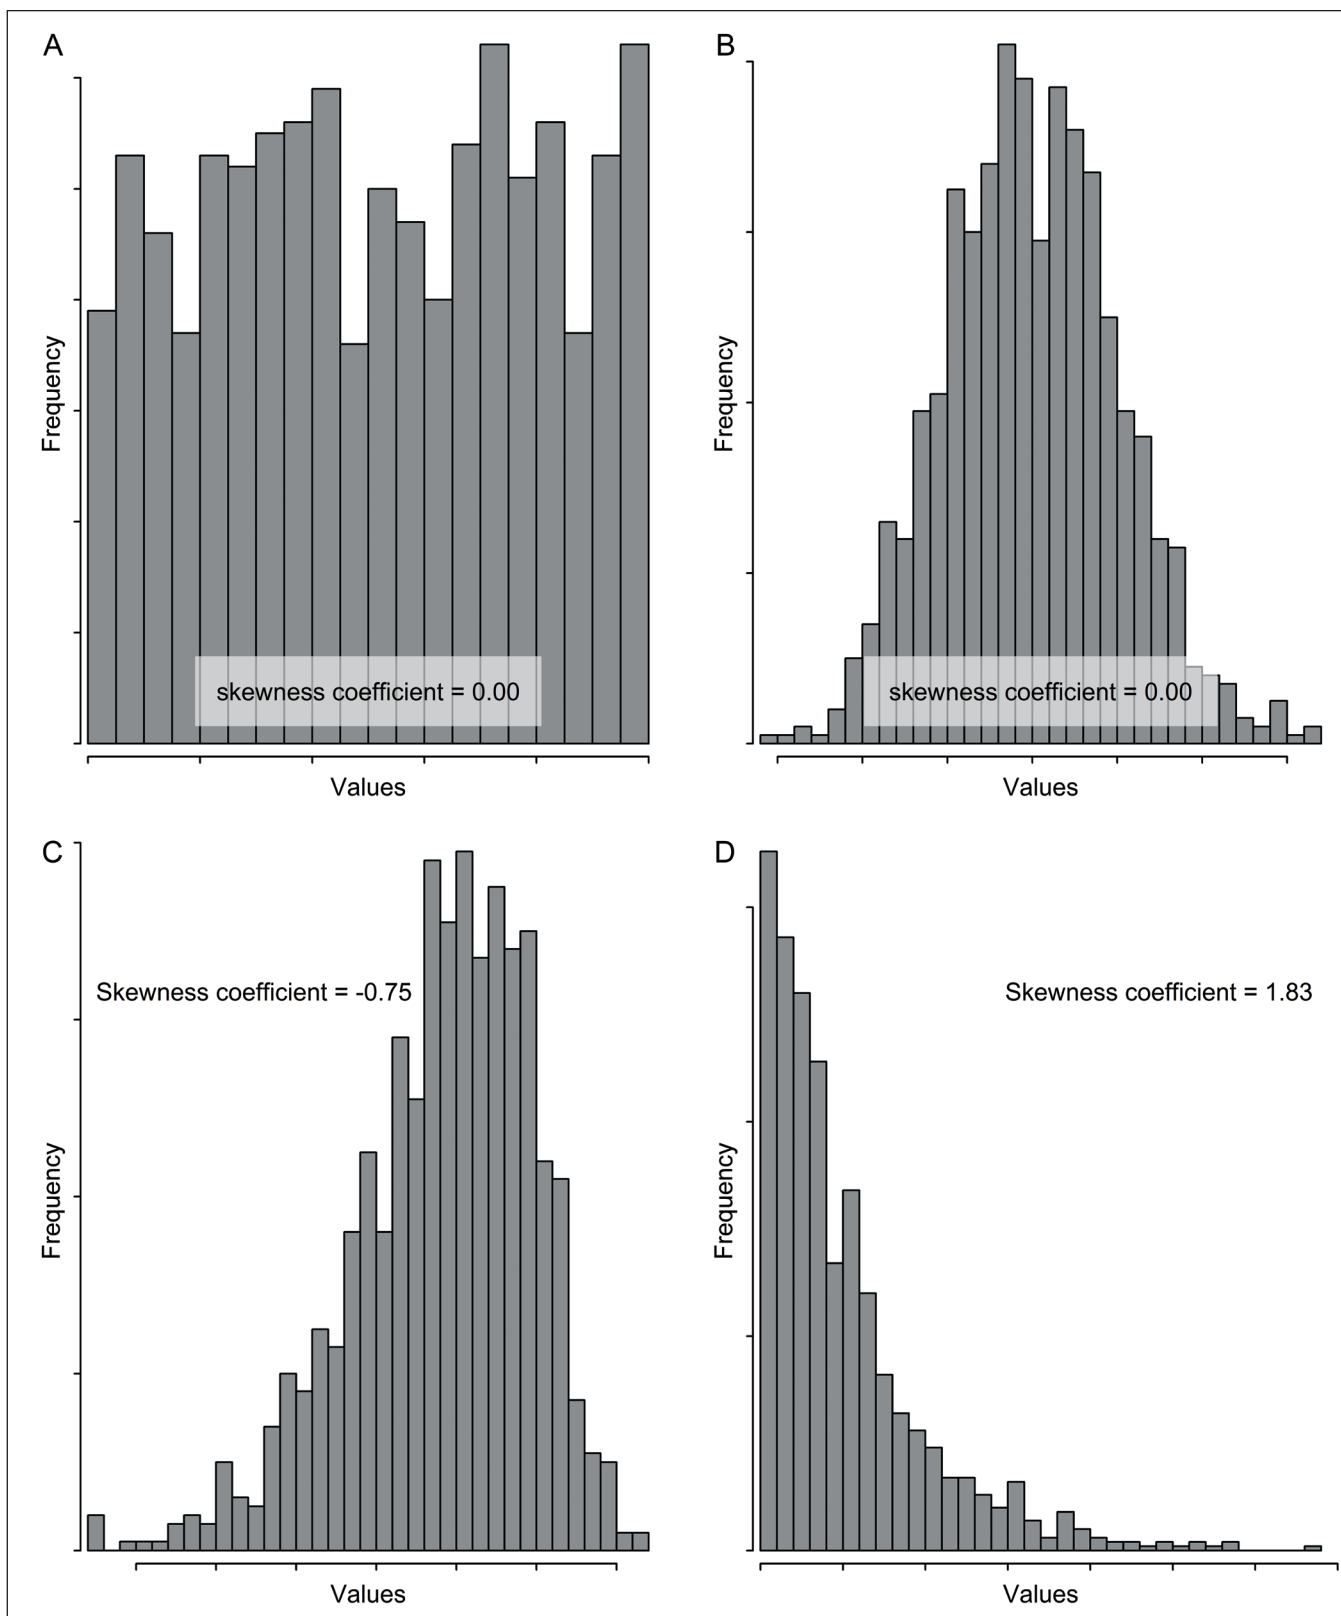 A
Frequency
skewness coefficient = 0.00
Values
B
Frequency
skewness coefficient = 0.00
Values
C
Frequency
Skewness coefficient = -0.75
Values
D
Frequency
Skewness coefficient = 1.83
Values